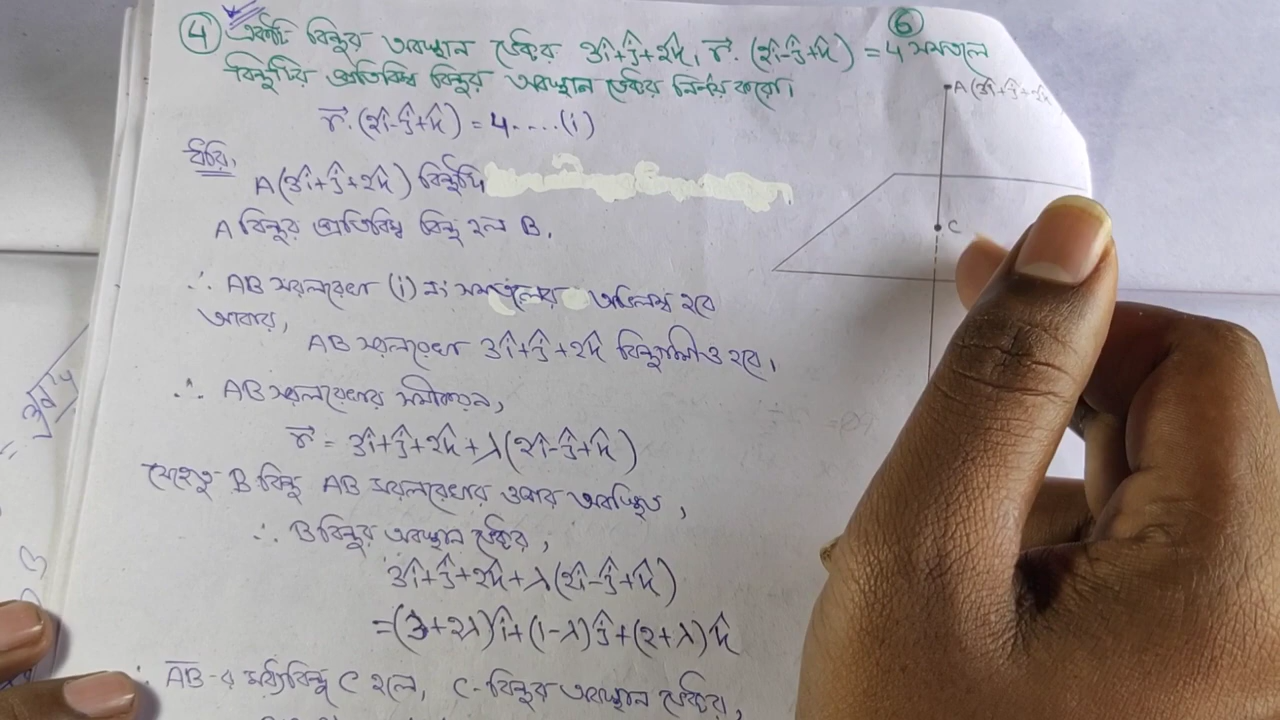 ④ একটি বিন্দুর অবস্থান ভেক্টর 3î+ĵ+2k̂, r⃗.(2î-ĵ+k̂) = 4 সমতলে
⑥
বিন্দুটির প্রতিবিম্ব বিন্দুর অবস্থান ভেক্টর নির্ণয় করো।
A(3î+ĵ+2k̂
r⃗.(2î-ĵ+k̂) = 4....(i)
ধরি,
A(3î+ĵ+2k̂) বিন্দুটি
A বিন্দুর প্রতিবিম্ব বিন্দু হল B.
C
∴ AB সরলরেখা (i) নং সমতলের অভিলম্ব হবে
আবার,
AB সরলরেখা 3î+ĵ+2k̂ বিন্দুগামীও হবে।
∴ AB সরলরেখার সমীকরণ,
r⃗ = 3î+ĵ+2k̂+λ(2î-ĵ+k̂)
যেহেতু B বিন্দু AB সরলরেখার ওপর অবস্থিত,
∴ B বিন্দুর অবস্থান ভেক্টর,
3î+ĵ+2k̂+λ(2î-ĵ+k̂)
=(3+2λ)î+(1-λ)ĵ+(2+λ)k̂
∴ AB-র মধ্যবিন্দু C হলে, C-বিন্দুর অবস্থান ভেক্টর,